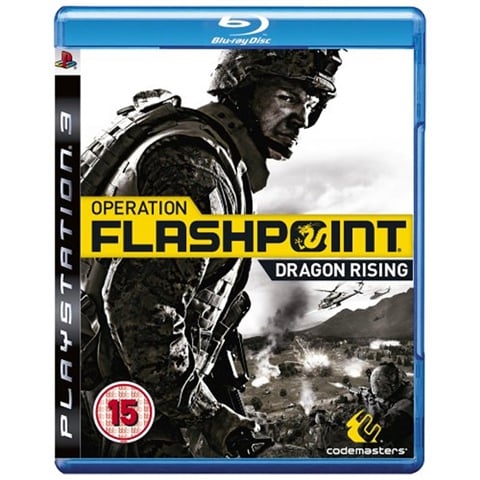 Blu-ray Disc
PLAYSTATION 3
OPERATION
FLASHPOINT
DRAGON RISING
15
codemasters